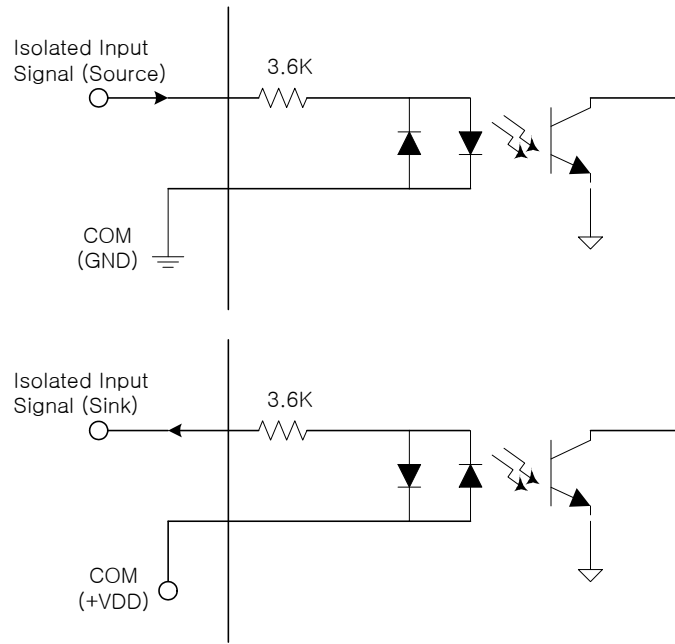 Isolated Input
Signal (Source)
3.6K
COM
(GND)
Isolated Input
Signal (Sink)
3.6K
COM
(+VDD)